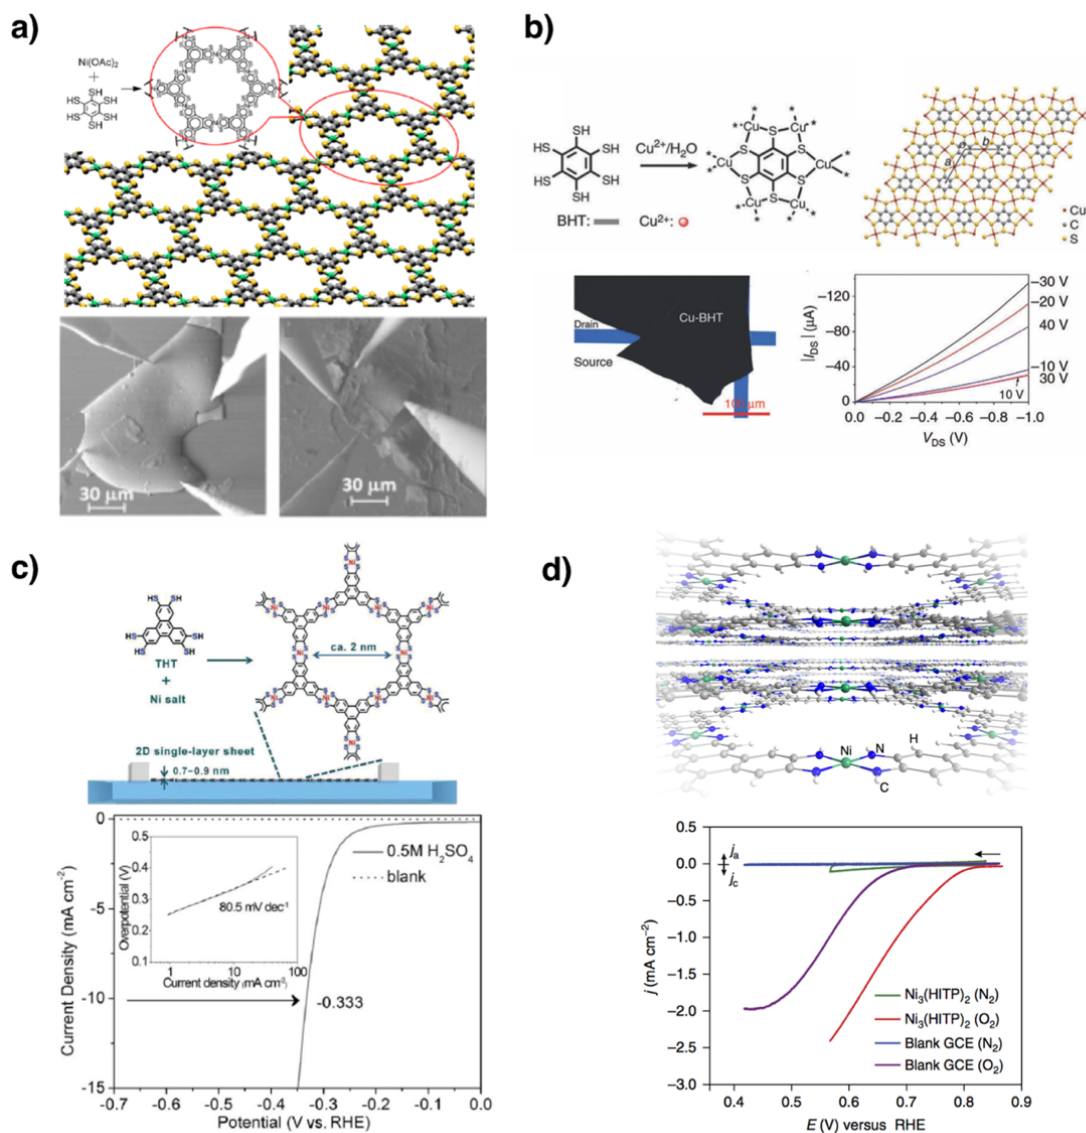 a)
Ni(OAc)2
+
SH
HS SH
HS SH
SH
30 μm
30 μm
b)
SH
HS SH
HS SH
SH
Cu2+/H2O
BHT:
Cu2+:
*
Cu
S
a
b
Cu
C
S
Drain
Source
Cu-BHT
100 μm
|IDS| (μA)
–120
–80
–40
0
0.0 –0.2 –0.4 –0.6 –0.8 –1.0
VDS (V)
–30 V
–20 V
40 V
–10 V
30 V
10 V
c)
HS SH
HS SH
HS SH
THT
+
Ni salt
ca. 2 nm
2D single-layer sheet
0.7–0.9 nm
Current Density (mA cm-2)
0
-5
-10
-15
-0.7 -0.6 -0.5 -0.4 -0.3 -0.2 -0.1 0.0
Potential (V vs. RHE)
0.5M H2SO4
blank
Overpotential (V)
0.5
0.4
0.3
0.2
0.1
80.5 mV dec-1
1 10 100
Current density (mA cm-2)
-0.333
d)
Ni
N
H
C
j (mA cm–2)
0.5
0.0
–0.5
–1.0
–1.5
–2.0
–2.5
–3.0
ja
jc
Ni3(HITP)2 (N2)
Ni3(HITP)2 (O2)
Blank GCE (N2)
Blank GCE (O2)
0.4 0.5 0.6 0.7 0.8 0.9
E (V) versus RHE